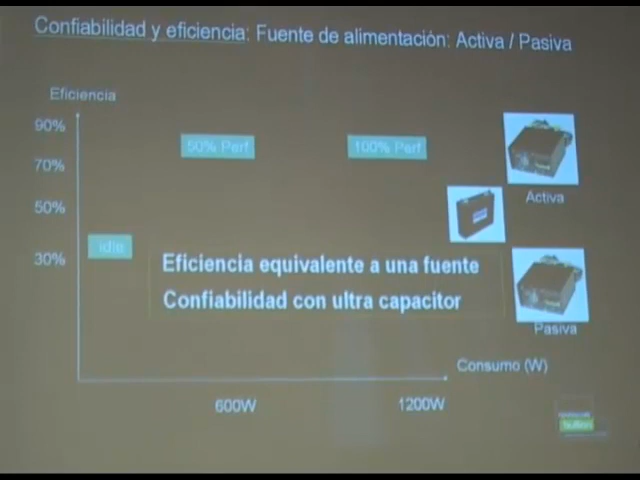 Confiabilidad y eficiencia: Fuente de alimentación: Activa / Pasiva
Eficiencia
90%
50% Perf
100% Perf
70%
Activa
50%
Idle
30%
Eficiencia equivalente a una fuente
Confiabilidad con ultra capacitor
Pasiva
Consumo (W)
600W
1200W
bullion